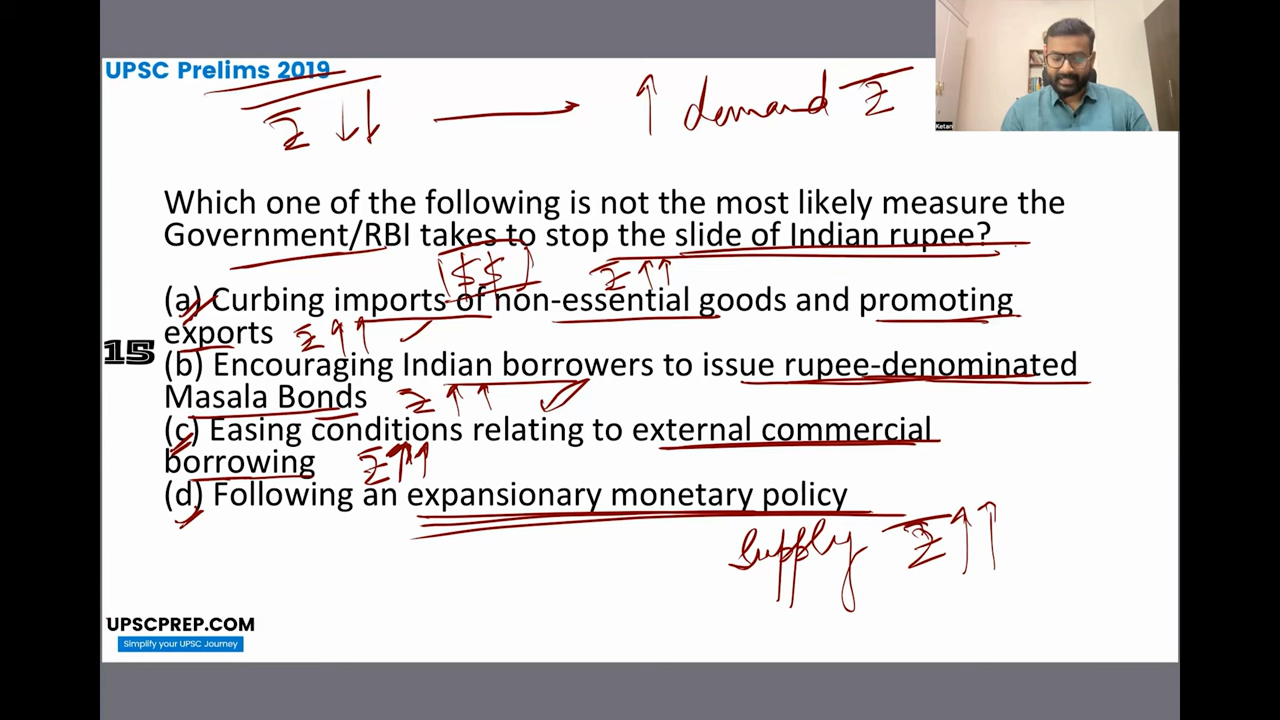 UPSC Prelims 2019
₹ ↓↓ → ↑ demand ₹
Ketan
Which one of the following is not the most likely measure the
Government/RBI takes to stop the slide of Indian rupee?
$$ ₹ ↑↑
(a) Curbing imports of non-essential goods and promoting
exports ₹ ↑↑ ✓
15
(b) Encouraging Indian borrowers to issue rupee-denominated
Masala Bonds ₹ ↑↑ ✓
(c) Easing conditions relating to external commercial
borrowing ₹ ↑↑
(d) Following an expansionary monetary policy
supply ₹ ↑↑
UPSCPREP.COM
Simplify your UPSC Journey